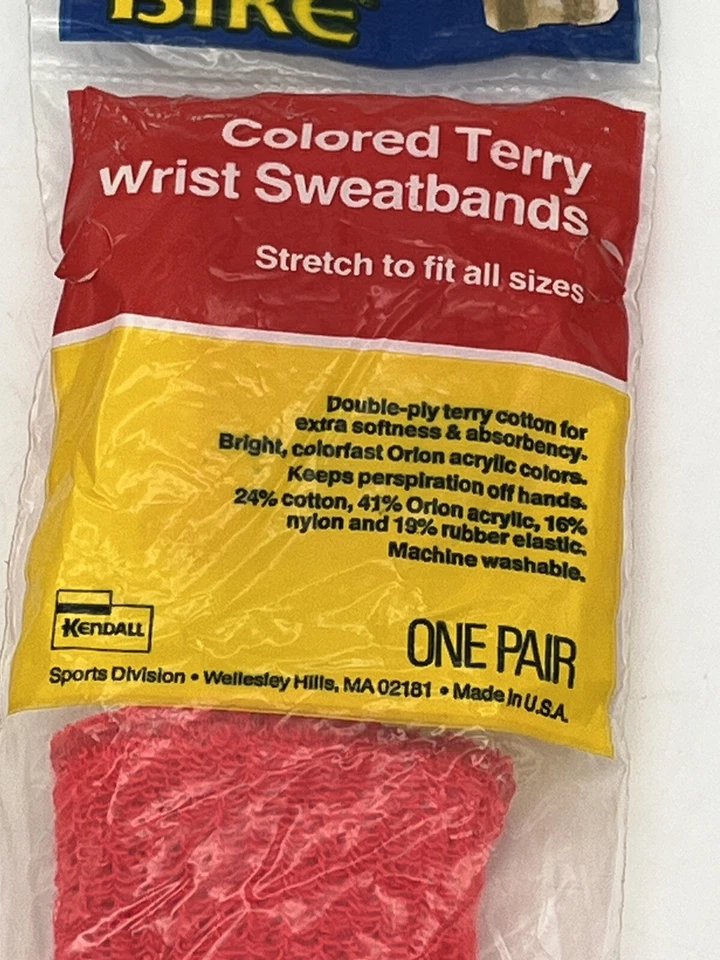 BIKE
Colored Terry
Wrist Sweatbands
Stretch to fit all sizes
Double-ply terry cotton for
extra softness & absorbency.
Bright, colorfast Orlon acrylic colors.
Keeps perspiration off hands.
24% cotton, 41% Orlon acrylic, 16%
nylon and 19% rubber elastic.
Machine washable.
KENDALL
ONE PAIR
Sports Division • Wellesley Hills, MA 02181 • Made in U.S.A.